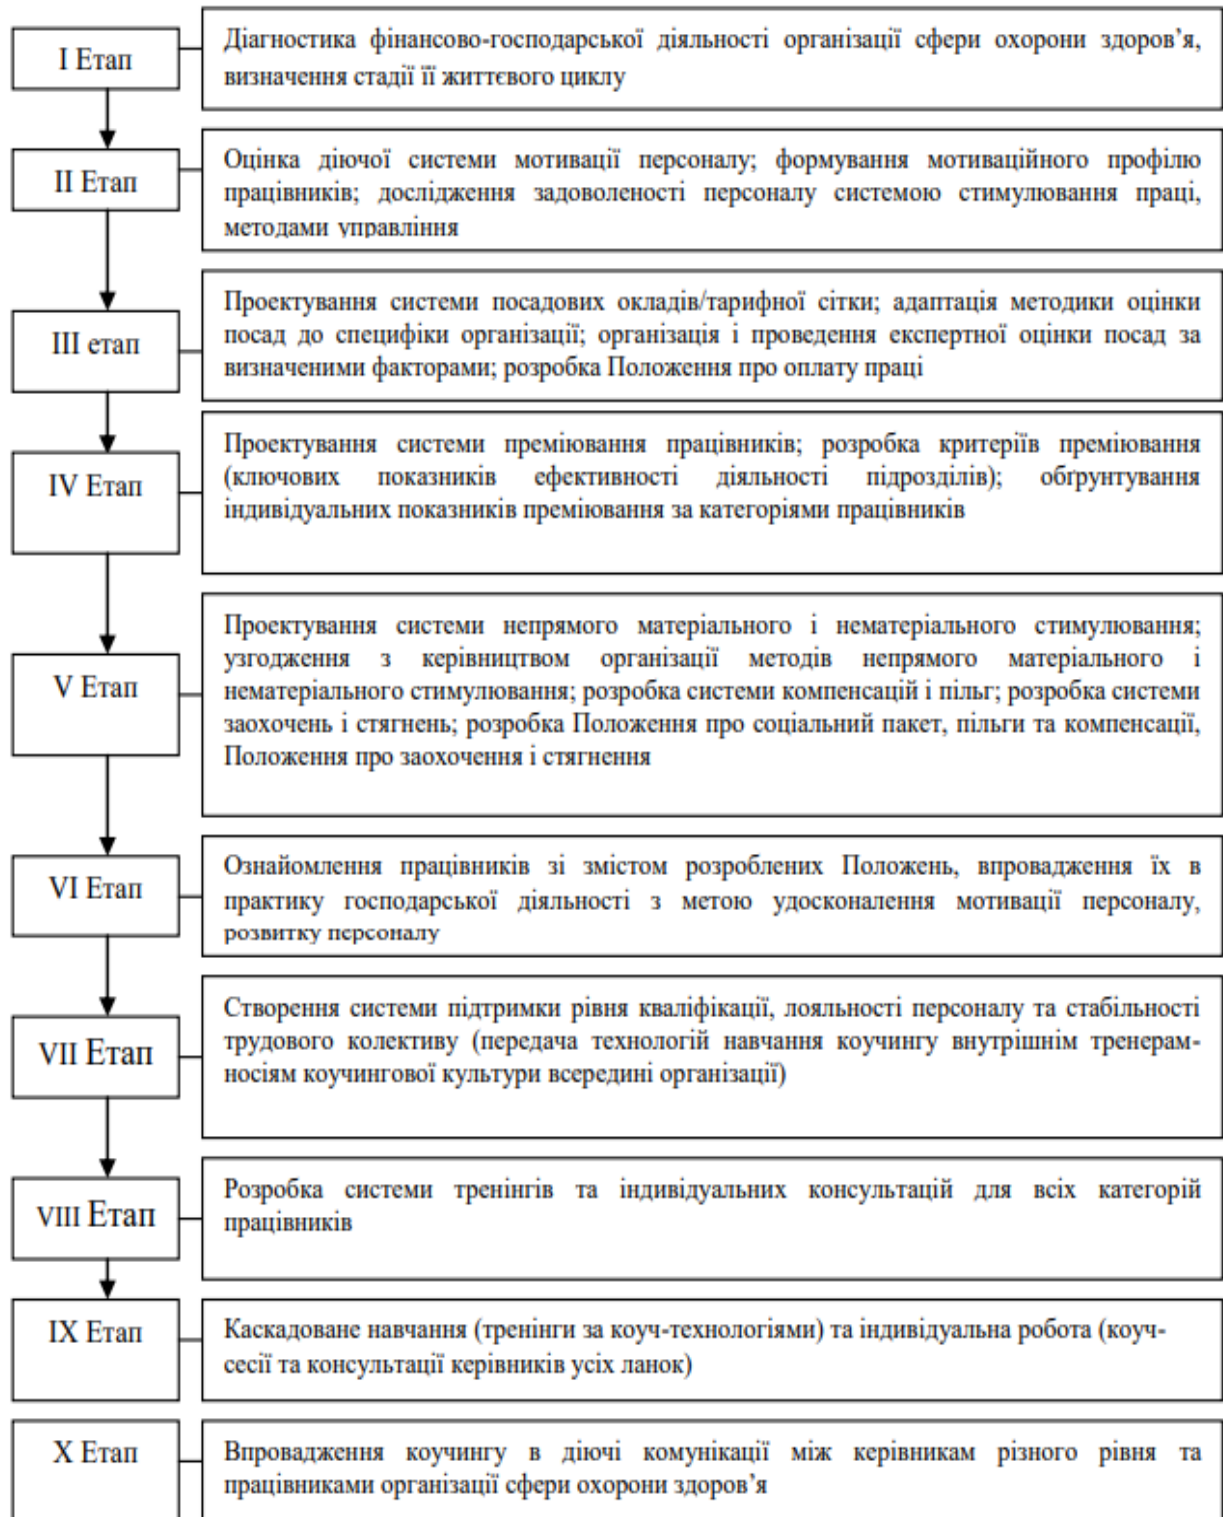 І Етап
Діагностика фінансово-господарської діяльності організації сфери охорони здоров’я,
визначення стадії її життєвого циклу
ІІ Етап
Оцінка діючої системи мотивації персоналу; формування мотиваційного профілю
працівників; дослідження задоволеності персоналу системою стимулювання праці,
методами управління
ІІІ етап
Проектування системи посадових окладів/тарифної сітки; адаптація методики оцінки
посад до специфіки організації; організація і проведення експертної оцінки посад за
визначеними факторами; розробка Положення про оплату праці
IV Етап
Проектування системи преміювання працівників; розробка критеріїв преміювання
(ключових показників ефективності діяльності підрозділів); обґрунтування
індивідуальних показників преміювання за категоріями працівників
V Етап
Проектування системи непрямого матеріального і нематеріального стимулювання;
узгодження з керівництвом організації методів непрямого матеріального і
нематеріального стимулювання; розробка системи компенсацій і пільг; розробка системи
заохочень і стягнень; розробка Положення про соціальний пакет, пільги та компенсації,
Положення про заохочення і стягнення
VI Етап
Ознайомлення працівників зі змістом розроблених Положень, впровадження їх в
практику господарської діяльності з метою удосконалення мотивації персоналу,
розвитку персоналу
VII Етап
Створення системи підтримки рівня кваліфікації, лояльності персоналу та стабільності
трудового колективу (передача технологій навчання коучингу внутрішнім тренерам-
носіям коучингової культури всередині організації)
VIII Етап
Розробка системи тренінгів та індивідуальних консультацій для всіх категорій
працівників
IX Етап
Каскадоване навчання (тренінги за коуч-технологіями) та індивідуальна робота (коуч-
сесії та консультації керівників усіх ланок)
X Етап
Впровадження коучингу в діючі комунікації між керівникам різного рівня та
працівниками організації сфери охорони здоров’я